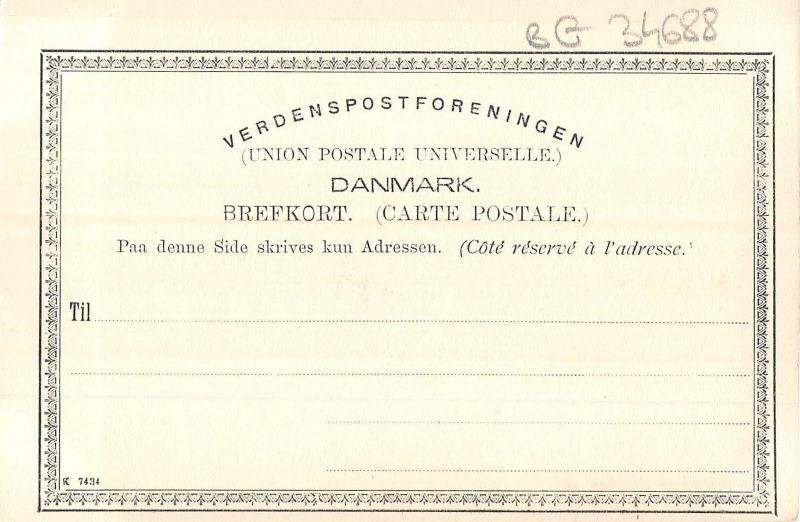 BG 34688
VERDENSPOSTFORENINGEN
(UNION POSTALE UNIVERSELLE.)
DANMARK.
BREFKORT. (CARTE POSTALE.)
Paa denne Side skrives kun Adressen. (Côté réservé à l'adresse.'
Til
K 7434